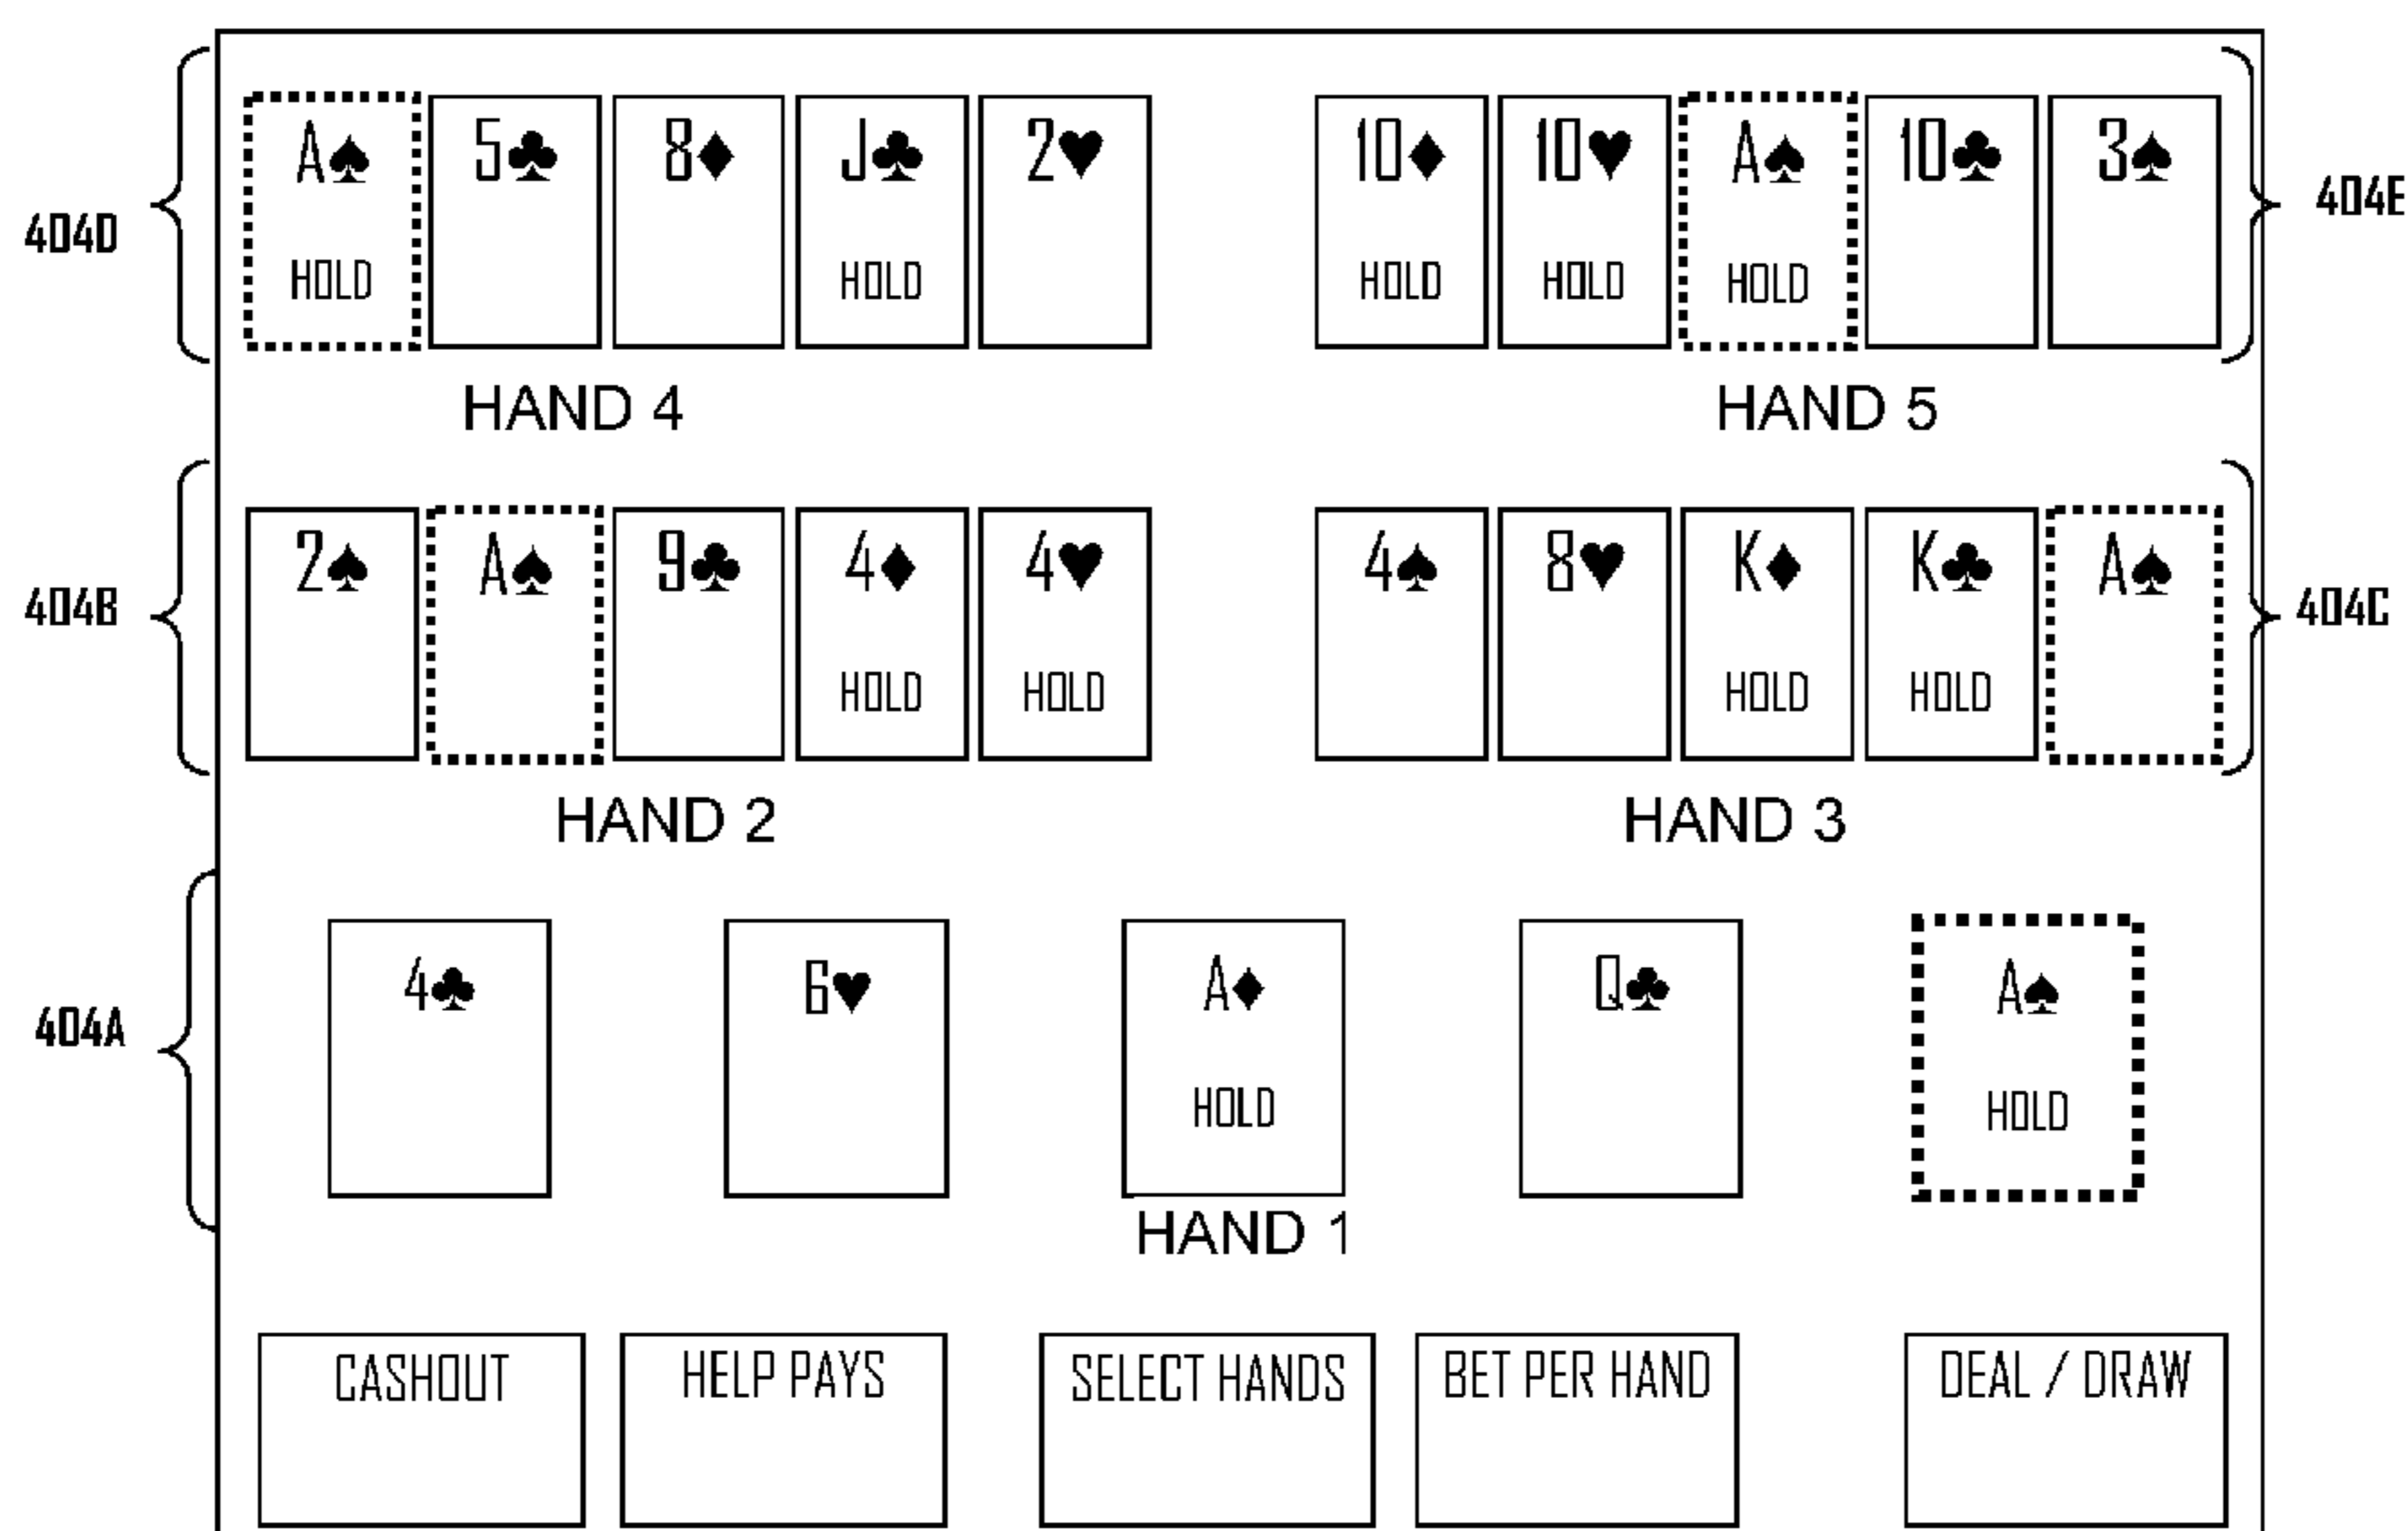 A♠ 5♣ 8♦ J♣ 2♥ 10♦ 10♥ A♠ 10♣ 3♠
404D 404E
HOLD HOLD HOLD HOLD HOLD
HAND 4 HAND 5
2♠ A♠ 9♣ 4♦ 4♥ 4♠ 8♥ K♦ K♣ A♠
404B 404C
HOLD HOLD HOLD HOLD
HAND 2 HAND 3
4♣ 6♥ A♦ Q♣ A♠
404A
HOLD HOLD
HAND 1
CASHOUT HELP PAYS SELECT HANDS BET PER HAND DEAL / DRAW